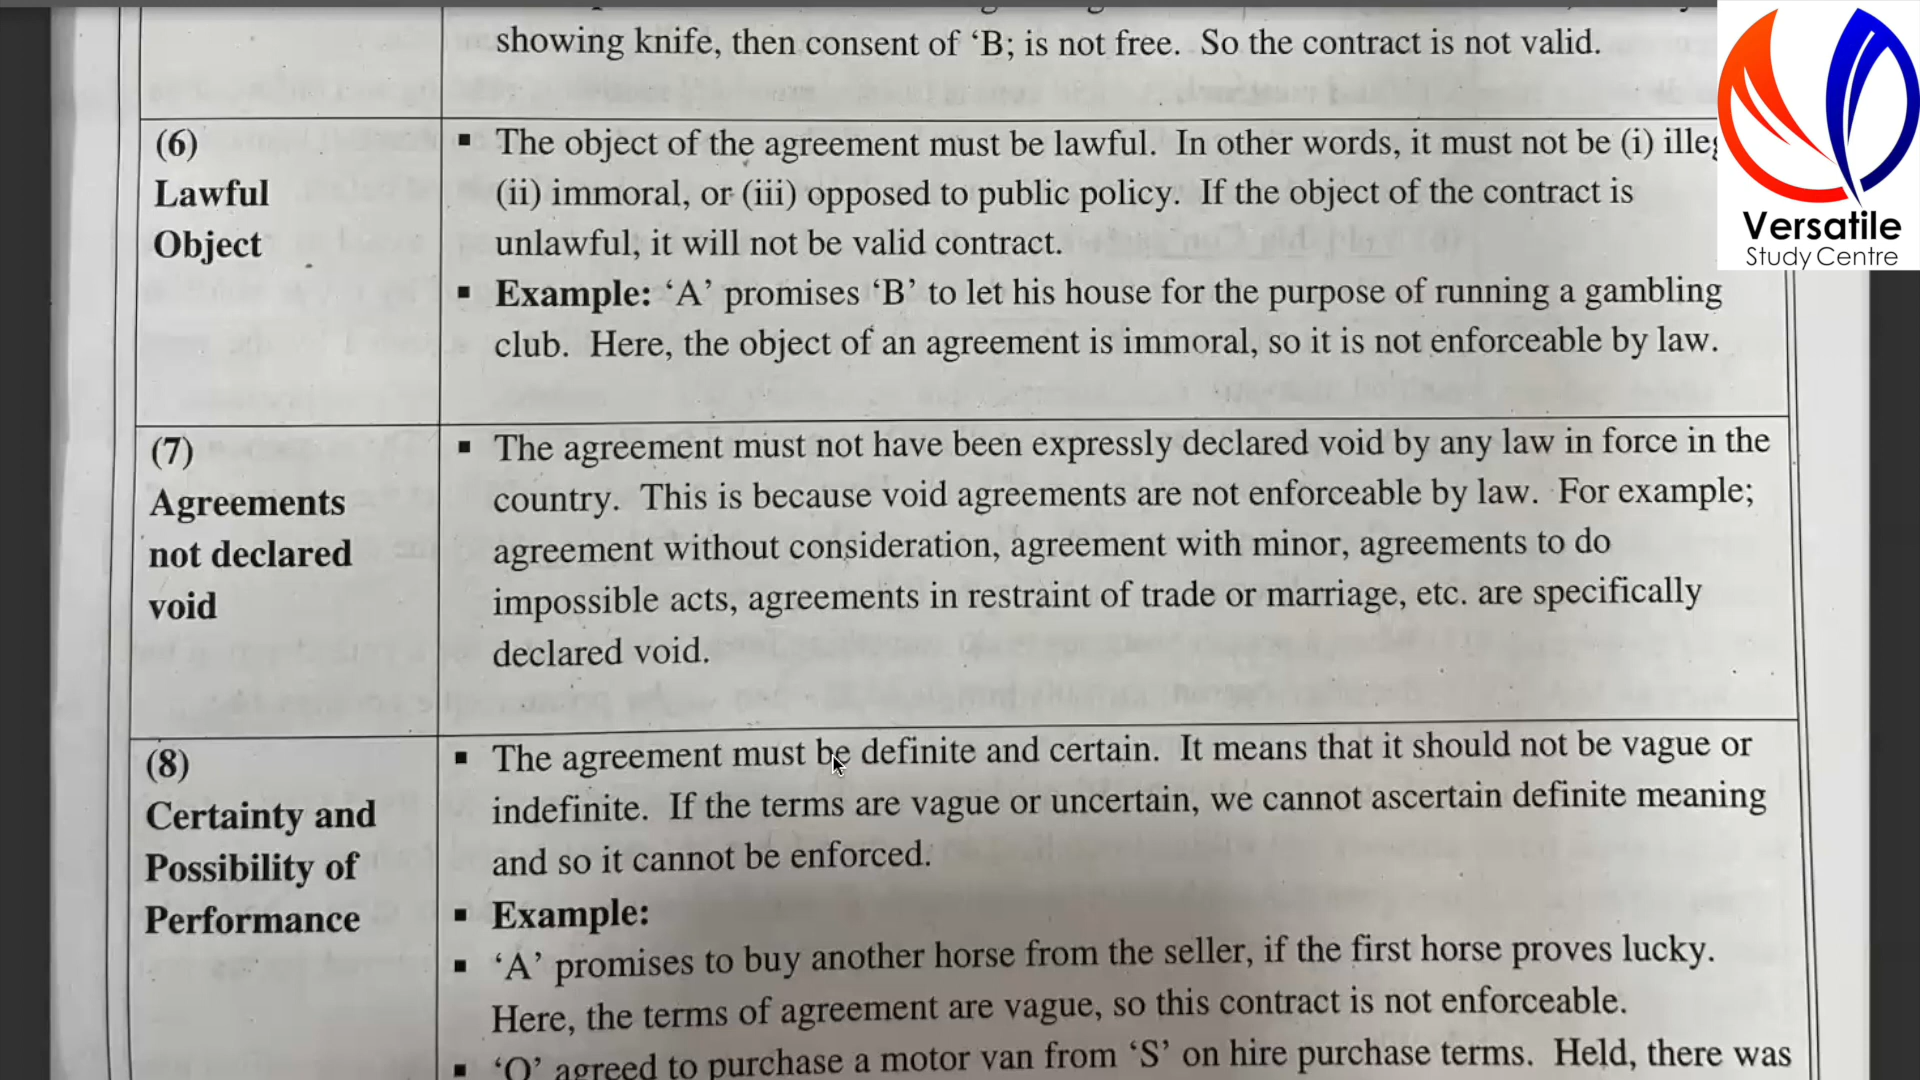 showing knife, then consent of ‘B; is not free. So the contract is not valid.
(6)
Lawful
Object
▪ The object of the agreement must be lawful. In other words, it must not be (i)
(ii) immoral, or (iii) opposed to public policy. If the object of the contract is
unlawful; it will not be valid contract.
▪ Example: ‘A’ promises ‘B’ to let his house for the purpose of running a gambling
club. Here, the object of an agreement is immoral, so it is not enforceable by law.
(7)
Agreements
not declared
void
▪ The agreement must not have been expressly declared void by any law in force in the
country. This is because void agreements are not enforceable by law. For example;
agreement without consideration, agreement with minor, agreements to do
impossible acts, agreements in restraint of trade or marriage, etc. are specifically
declared void.
(8)
Certainty and
Possibility of
Performance
▪ The agreement must be definite and certain. It means that it should not be vague or
indefinite. If the terms are vague or uncertain, we cannot ascertain definite meaning
and so it cannot be enforced.
▪ Example:
▪ ‘A’ promises to buy another horse from the seller, if the first horse proves lucky.
Here, the terms of agreement are vague, so this contract is not enforceable.
▪ ‘O’ agreed to purchase a motor van from ‘S’ on hire purchase terms. Held, there was
Versatile
Study Centre